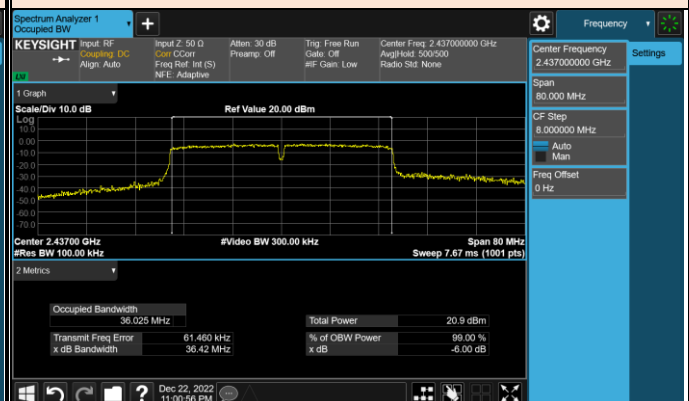 Spectrum Analyzer 1
Occupied BW
+
Frequency
KEYSIGHT
Input: RF
Coupling: DC
Align: Auto
Input Z: 50 Ω
Corr CCorr
Freq Ref: Int (S)
NFE: Adaptive
Atten: 30 dB
Preamp: Off
Trig: Free Run
Gate: Off
#IF Gain: Low
Center Freq: 2.437000000 GHz
Avg|Hold: 500/500
Radio Std: None
Center Frequency
2.437000000 GHz
Settings
Span
80.000 MHz
CF Step
8.000000 MHz
Auto
Man
Freq Offset
0 Hz
1 Graph
Scale/Div 10.0 dB
Ref Value 20.00 dBm
Log
10.0
0.00
-10.0
-20.0
-30.0
-40.0
-50.0
-60.0
-70.0
Center 2.43700 GHz
#Video BW 300.00 kHz
Span 80 MHz
#Res BW 100.00 kHz
Sweep 7.67 ms (1001 pts)
2 Metrics
Occupied Bandwidth
36.025 MHz
Total Power 20.9 dBm
Transmit Freq Error 61.460 kHz
% of OBW Power 99.00 %
x dB Bandwidth 36.42 MHz
x dB -6.00 dB
?
Dec 22, 2022
11:00:56 PM